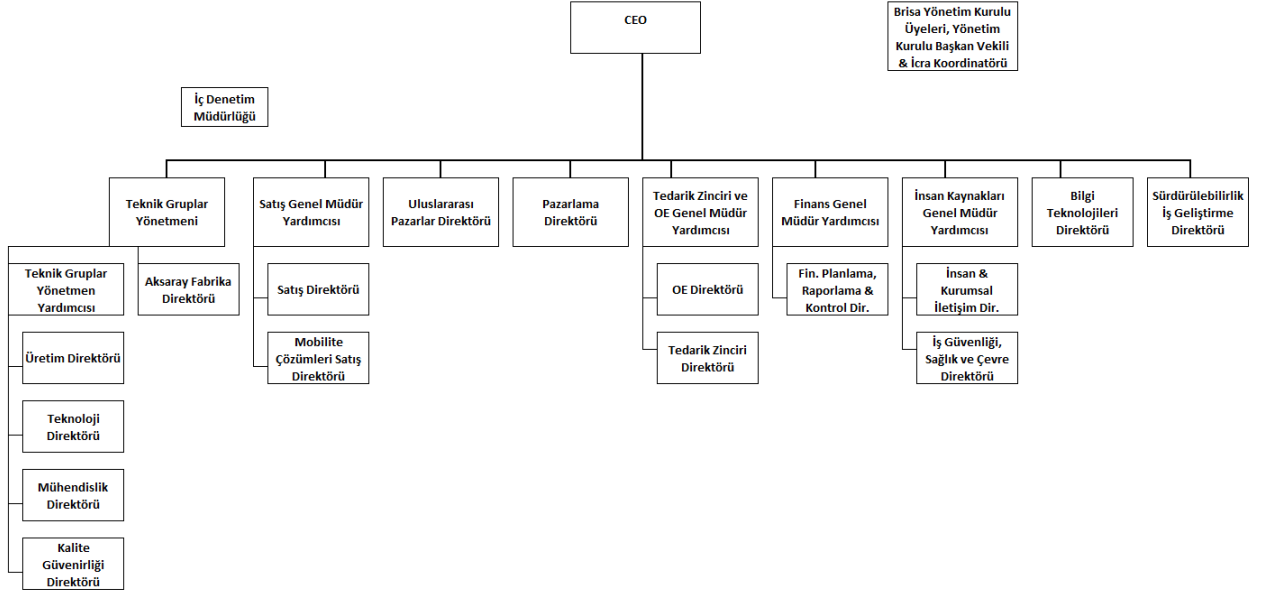 CEO
Brisa Yönetim Kurulu
Üyeleri, Yönetim
Kurulu Başkan Vekili
& İcra Koordinatörü
İç Denetim
Müdürlüğü
Teknik Gruplar
Yönetmeni
Satış Genel Müdür
Yardımcısı
Uluslararası
Pazarlar Direktörü
Pazarlama
Direktörü
Tedarik Zinciri ve
OE Genel Müdür
Yardımcısı
Finans Genel
Müdür Yardımcısı
İnsan Kaynakları
Genel Müdür
Yardımcısı
Bilgi
Teknolojileri
Direktörü
Sürdürülebilirlik
İş Geliştirme
Direktörü
Teknik Gruplar
Yönetmen
Yardımcısı
Aksaray Fabrika
Direktörü
Satış Direktörü
OE Direktörü
Fin. Planlama,
Raporlama &
Kontrol Dir.
İnsan &
Kurumsal
İletişim Dir.
Üretim Direktörü
Mobilite
Çözümleri Satış
Direktörü
Tedarik Zinciri
Direktörü
İş Güvenliği,
Sağlık ve Çevre
Direktörü
Teknoloji
Direktörü
Mühendislik
Direktörü
Kalite
Güvenirliği
Direktörü